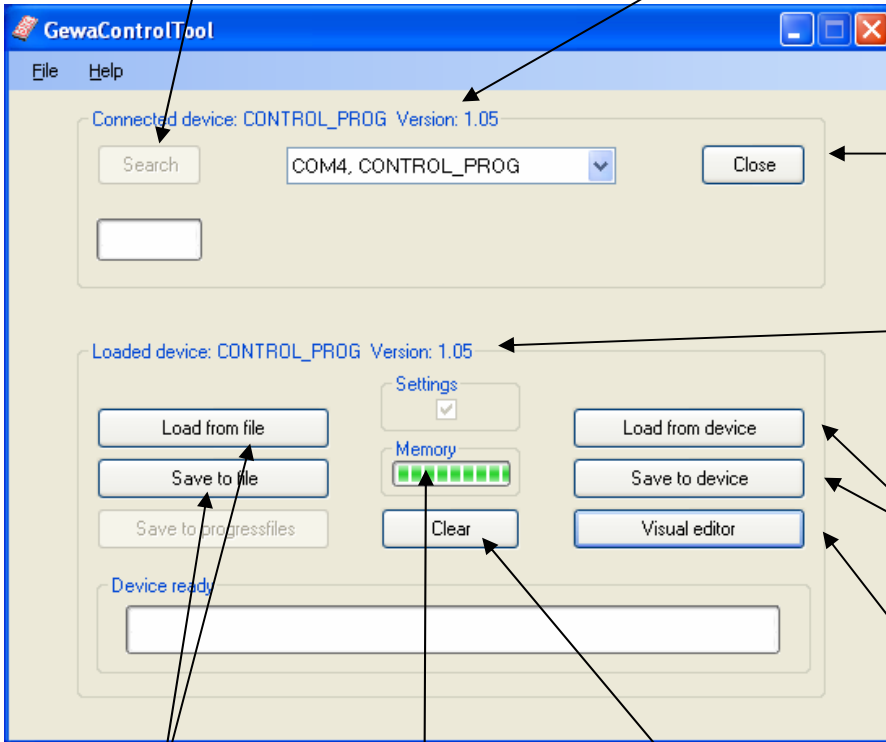 GewaControlTool
File Help
Connected device: CONTROL_PROG Version: 1.05
Search COM4, CONTROL_PROG Close
Loaded device: CONTROL_PROG Version: 1.05
Settings
Load from file Load from device
Memory
Save to file Save to device
Save to progressfiles Clear Visual editor
Device ready